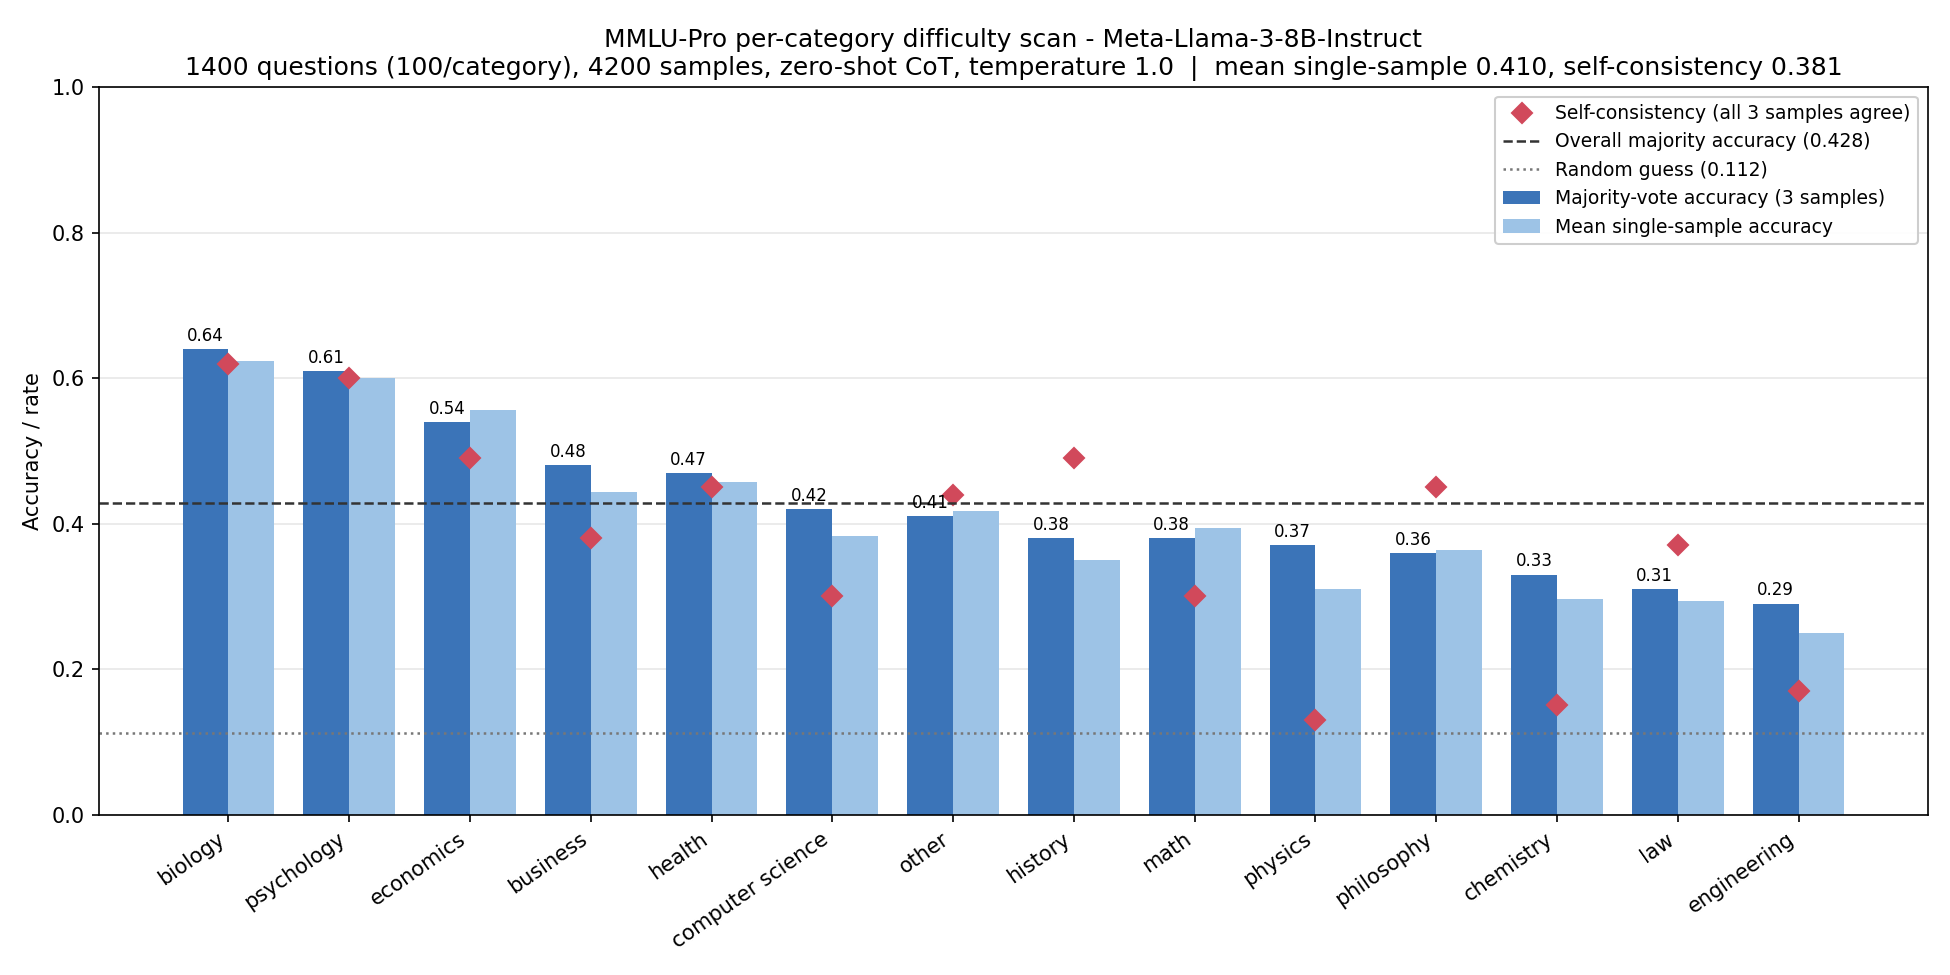 MMLU-Pro per-category difficulty scan - Meta-Llama-3-8B-Instruct
1400 questions (100/category), 4200 samples, zero-shot CoT, temperature 1.0 | mean single-sample 0.410, self-consistency 0.381
Self-consistency (all 3 samples agree)
Overall majority accuracy (0.428)
Random guess (0.112)
Majority-vote accuracy (3 samples)
Mean single-sample accuracy
Accuracy / rate
1.0
0.8
0.6
0.4
0.2
0.0
0.64
0.61
0.54
0.48
0.47
0.42
0.41
0.38
0.38
0.37
0.36
0.33
0.31
0.29
biology
psychology
economics
business
health
computer science
other
history
math
physics
philosophy
chemistry
law
engineering